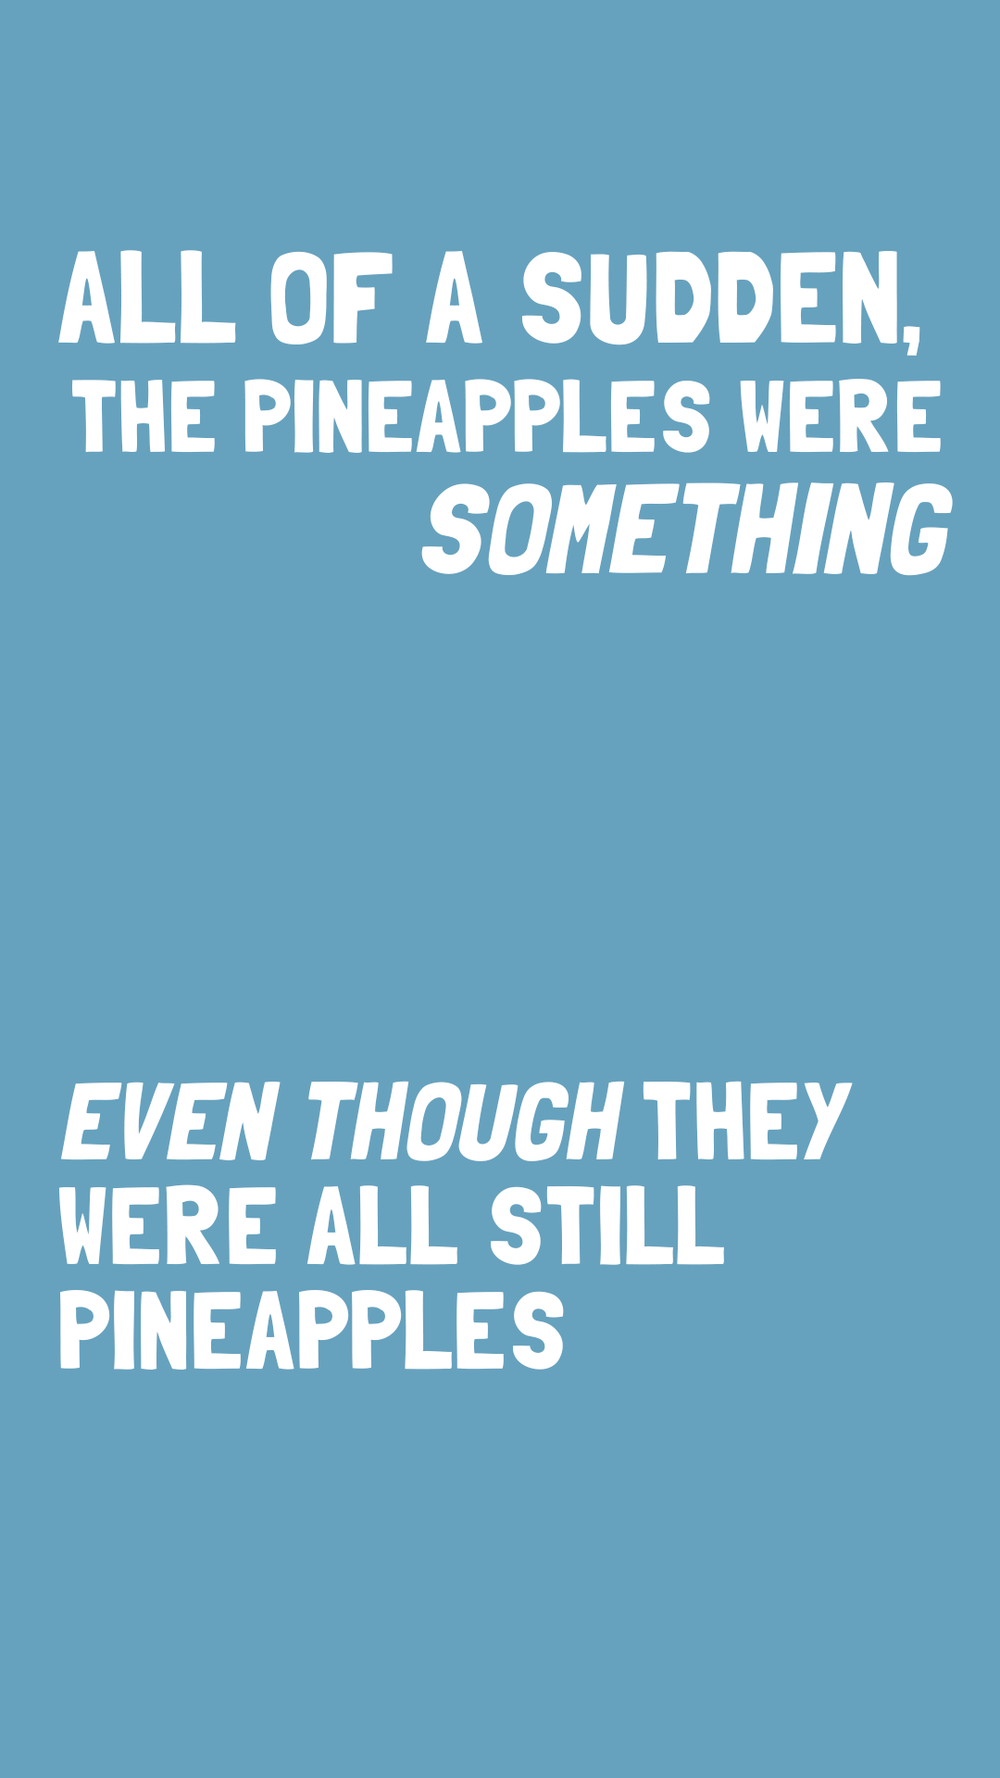 ALL OF A SUDDEN,
THE PINEAPPLES WERE
SOMETHING
EVEN THOUGH THEY
WERE ALL STILL
PINEAPPLES